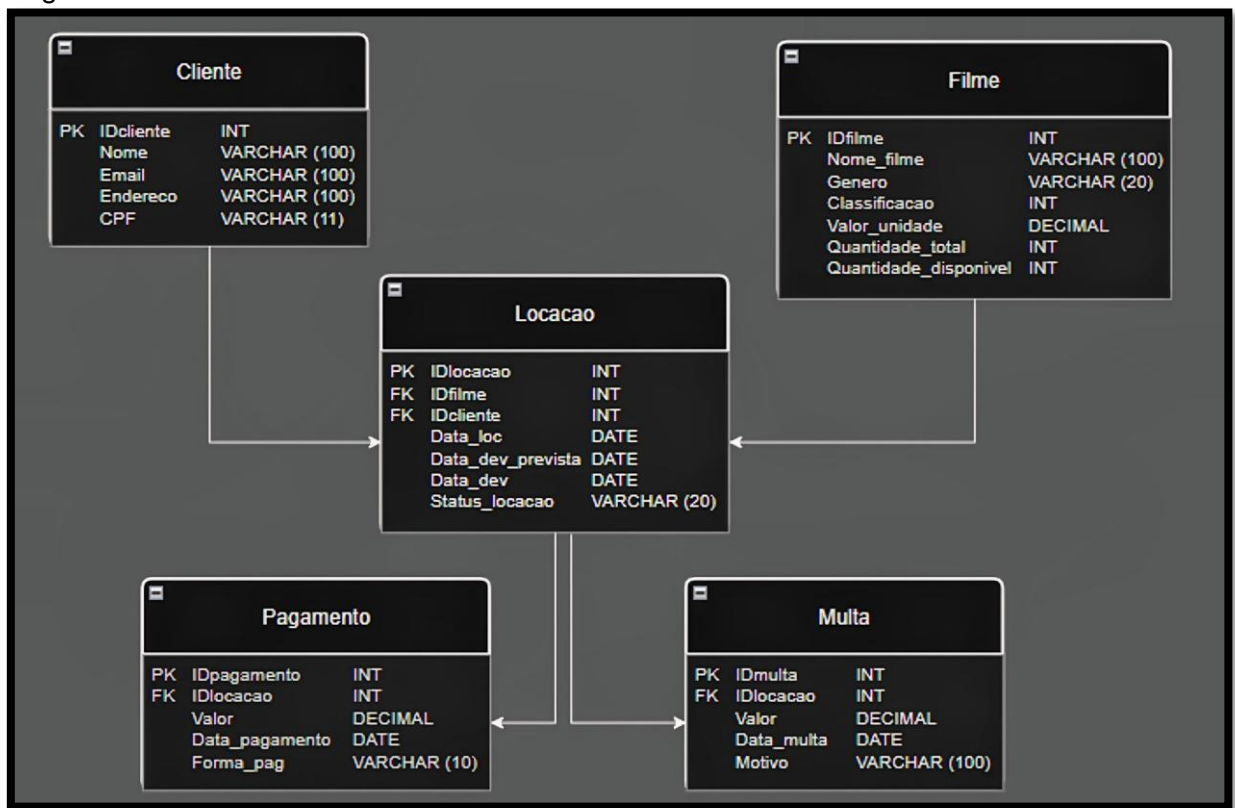 Cliente
PK IDcliente INT
Nome VARCHAR (100)
Email VARCHAR (100)
Endereco VARCHAR (100)
CPF VARCHAR (11)
Filme
PK IDfilme INT
Nome_filme VARCHAR (100)
Genero VARCHAR (20)
Classificacao INT
Valor_unidade DECIMAL
Quantidade_total INT
Quantidade_disponivel INT
Locacao
PK IDlocacao INT
FK IDfilme INT
FK IDcliente INT
Data_loc DATE
Data_dev_prevista DATE
Data_dev DATE
Status_locacao VARCHAR (20)
Pagamento
PK IDpagamento INT
FK IDlocacao INT
Valor DECIMAL
Data_pagamento DATE
Forma_pag VARCHAR (10)
Multa
PK IDmulta INT
FK IDlocacao INT
Valor DECIMAL
Data_multa DATE
Motivo VARCHAR (100)